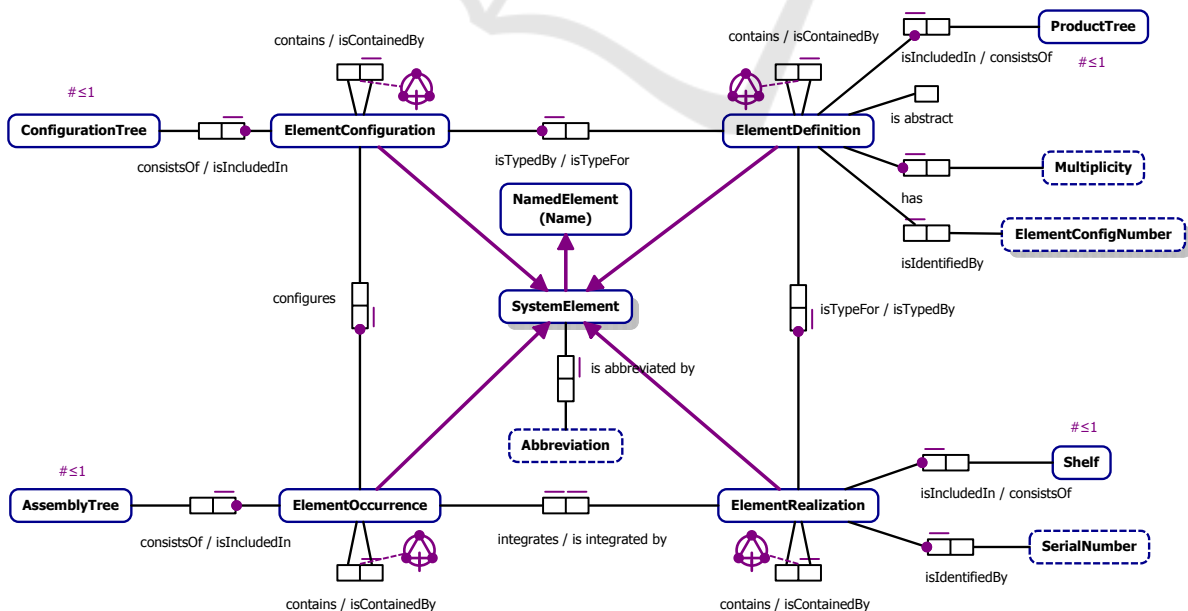 ProductTree
contains / isContainedBy
contains / isContainedBy
isIncludedIn / consistsOf
#≤1
#≤1
is abstract
ConfigurationTree
ElementConfiguration
ElementDefinition
consistsOf / isIncludedIn
isTypedBy / isTypeFor
Multiplicity
has
NamedElement
(Name)
ElementConfigNumber
isIdentifiedBy
configures
SystemElement
isTypeFor / isTypedBy
is abbreviated by
Abbreviation
#≤1
#≤1
Shelf
isIncludedIn / consistsOf
AssemblyTree
ElementOccurrence
ElementRealization
consistsOf / isIncludedIn
integrates / is integrated by
SerialNumber
isIdentifiedBy
contains / isContainedBy
contains / isContainedBy